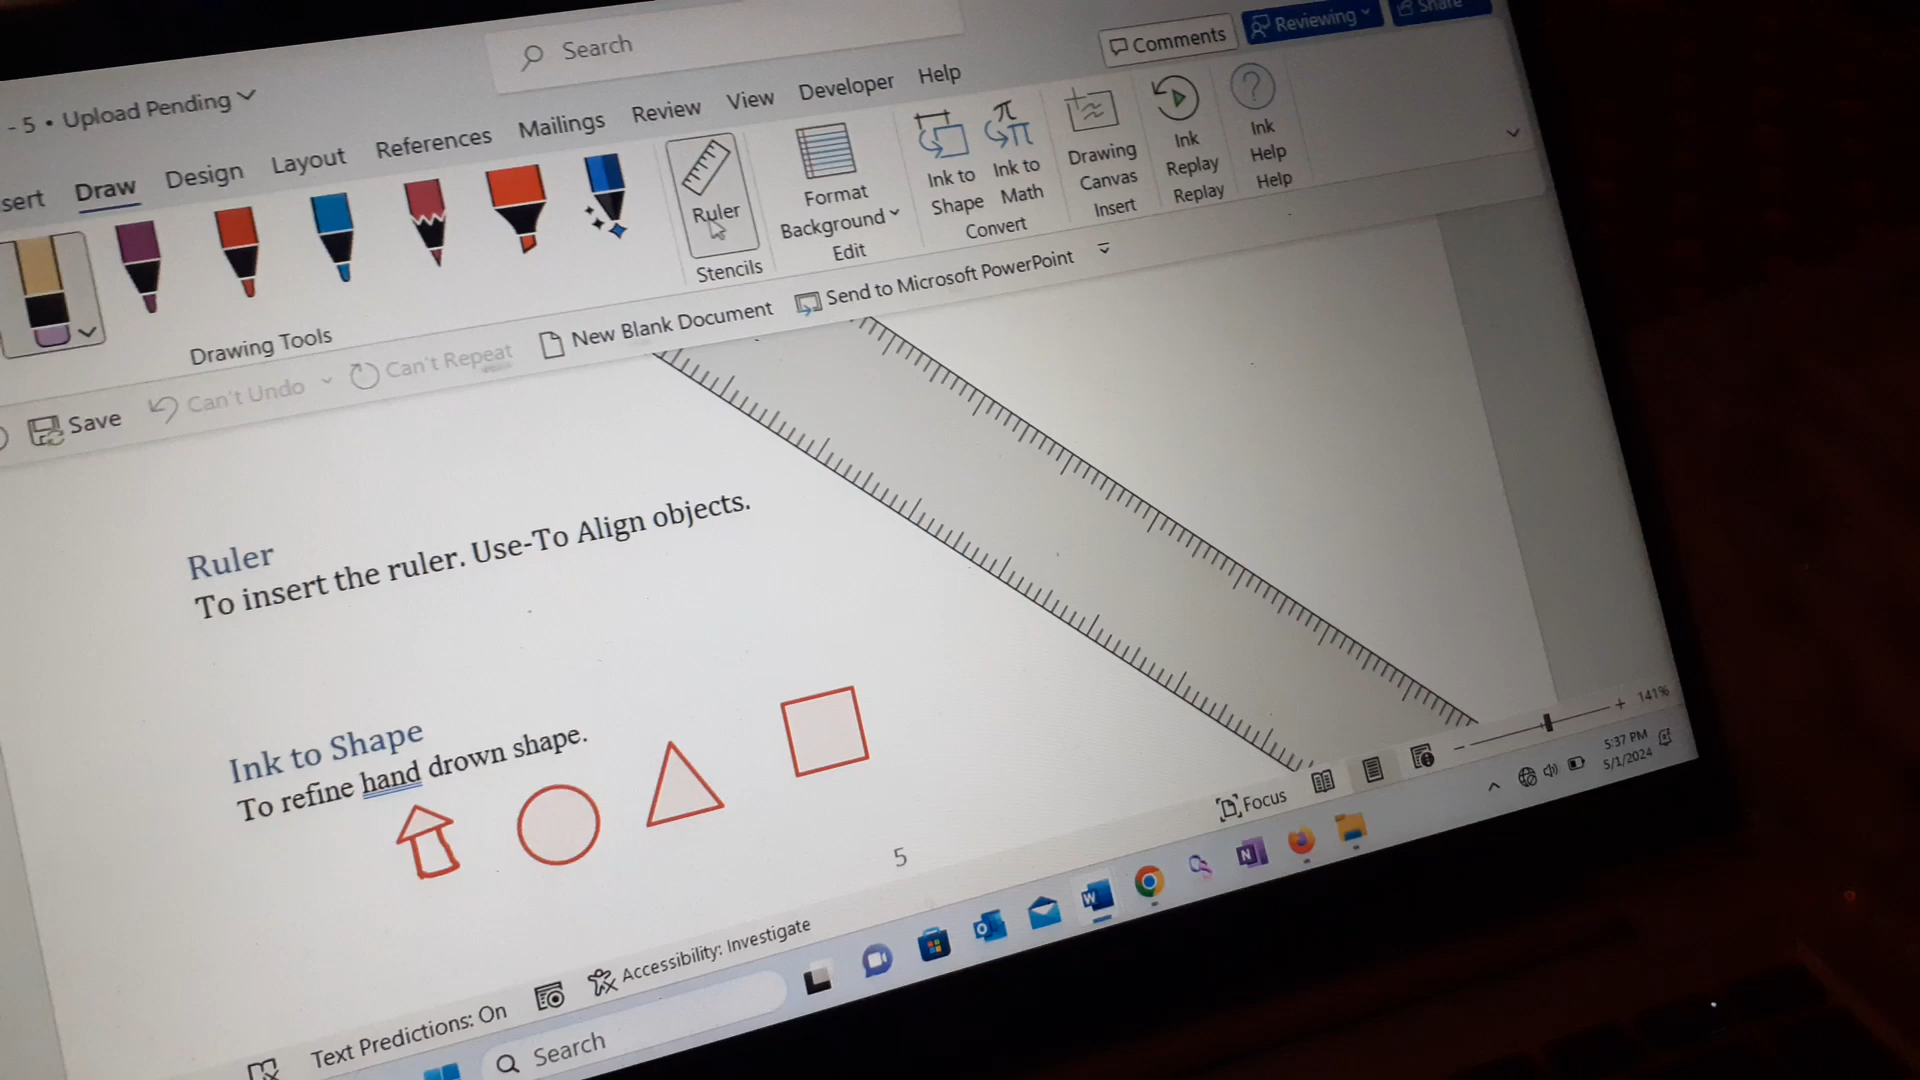 Search
Comments
Reviewing
Share
- 5 • Upload Pending
sert
Draw
Design
Layout
References
Mailings
Review
View
Developer
Help
Ruler
Stencils
Format
Background
Edit
Ink to
Shape
Ink to
Math
Convert
Drawing
Canvas
Insert
Ink
Replay
Replay
Ink
Help
Help
Drawing Tools
Save
Can't Undo
Can't Repeat
New Blank Document
Send to Microsoft PowerPoint
Ruler
To insert the ruler. Use-To Align objects.
Ink to Shape
To refine hand drown shape.
5
Text Predictions: On
Accessibility: Investigate
Focus
141%
Search
5:37 PM
5/1/2024